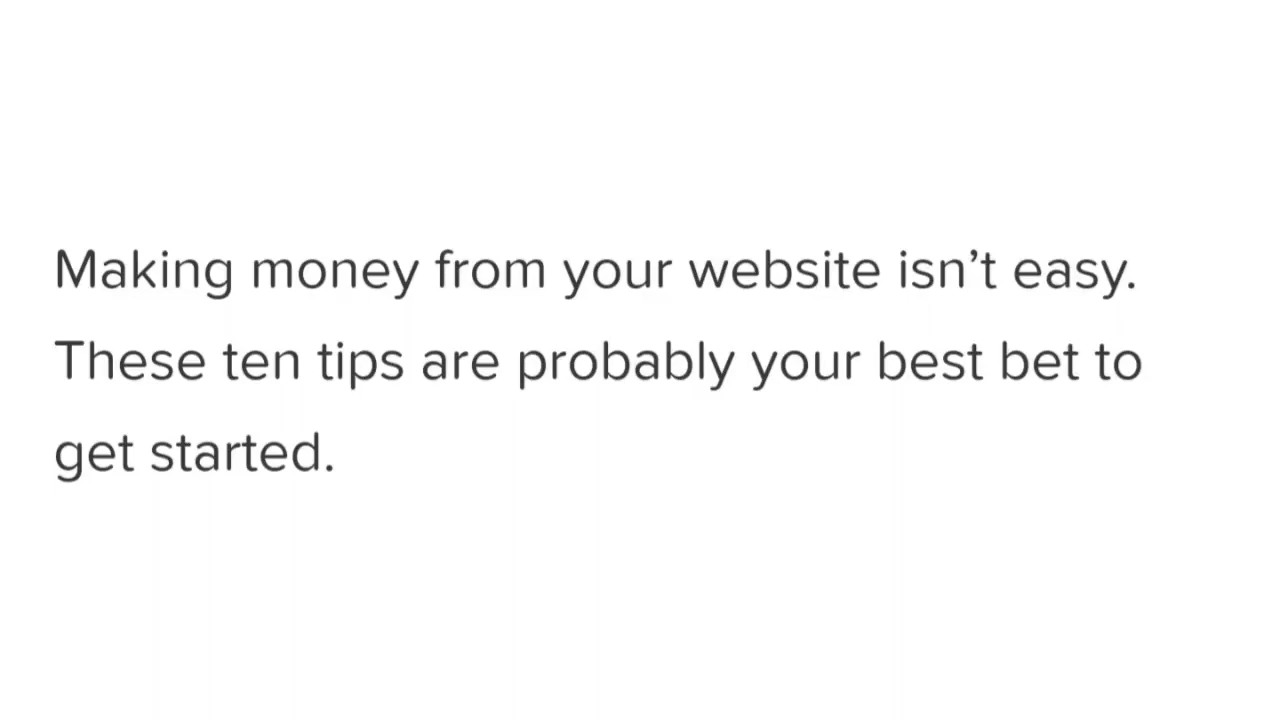 Making money from your website isn’t easy.
These ten tips are probably your best bet to
get started.